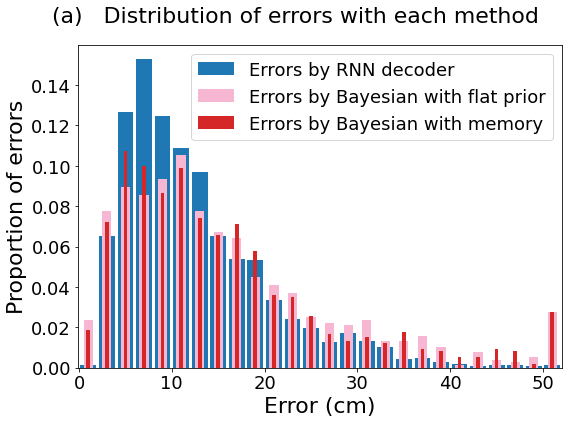 (a) Distribution of errors with each method
Errors by RNN decoder
Errors by Bayesian with flat prior
Errors by Bayesian with memory
Proportion of errors
0.14
0.12
0.10
0.08
0.06
0.04
0.02
0.00
0 10 20 30 40 50
Error (cm)